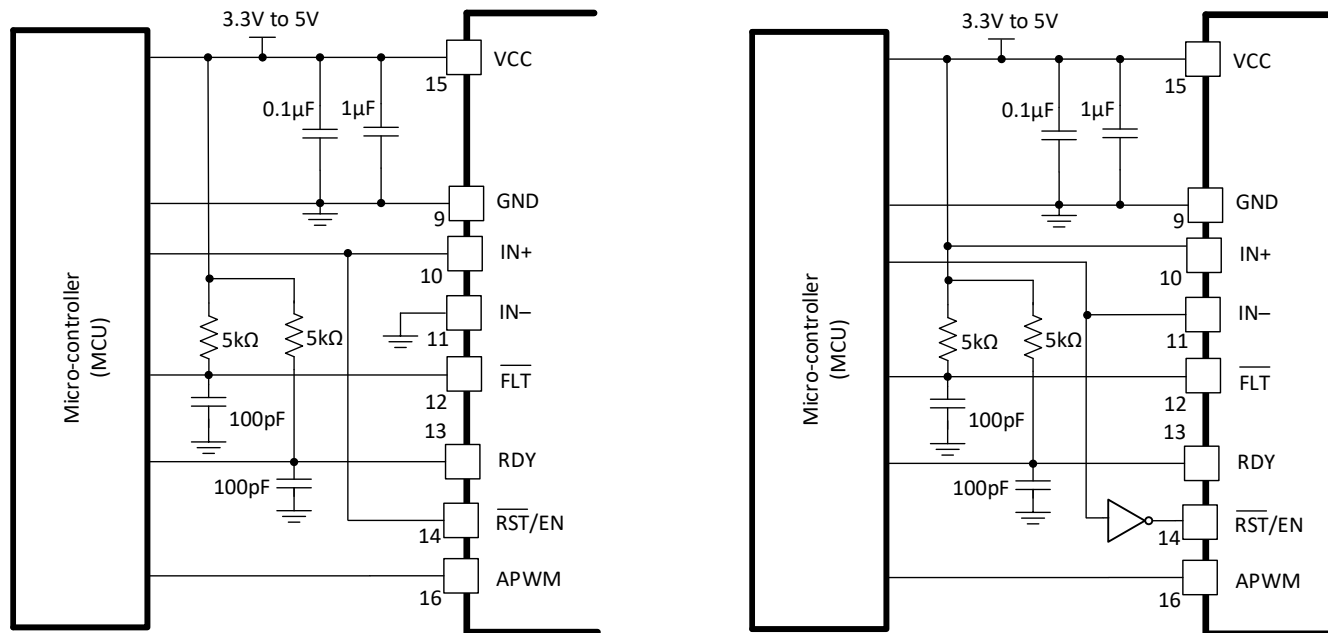 3.3V to 5V
VCC
15
0.1µF
1µF
GND
9
IN+
10
IN–
11
Micro-controller
(MCU)
5kΩ
5kΩ
FLT
12
100pF
13
RDY
100pF
RST/EN
14
APWM
16
3.3V to 5V
VCC
15
0.1µF
1µF
GND
9
IN+
10
IN–
11
Micro-controller
(MCU)
5kΩ
5kΩ
FLT
12
100pF
13
RDY
100pF
RST/EN
14
APWM
16